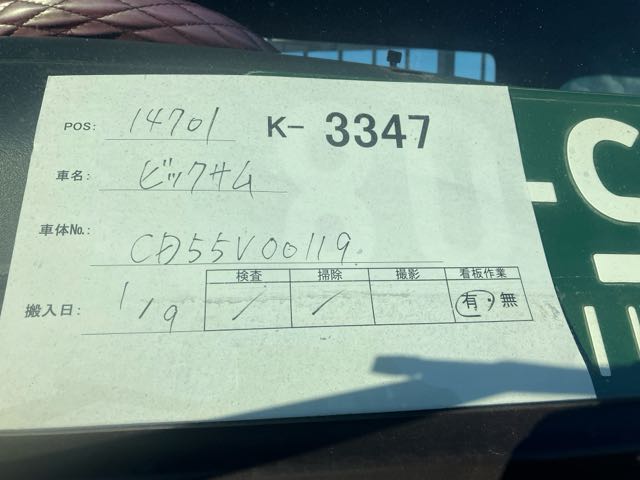 POS: 14701 K- 3347
車名: ビックサム
車体No.: CD55V00119
検査 掃除 撮影 看板作業
搬入日: 1/9 / / 有・無